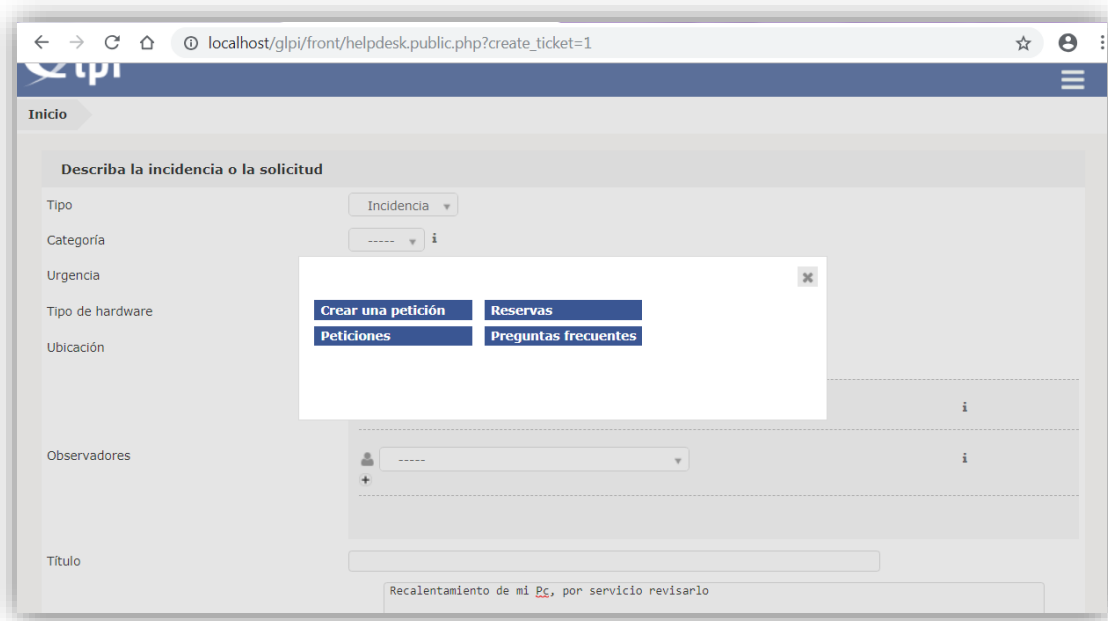 localhost/glpi/front/helpdesk.public.php?create_ticket=1
Glpi
Inicio
Describa la incidencia o la solicitud
Tipo
Incidencia
Categoría
-----
Urgencia
Tipo de hardware
Ubicación
Crear una petición
Reservas
Peticiones
Preguntas frecuentes
Observadores
-----
Título
Recalentamiento de mi Pc, por servicio revisarlo